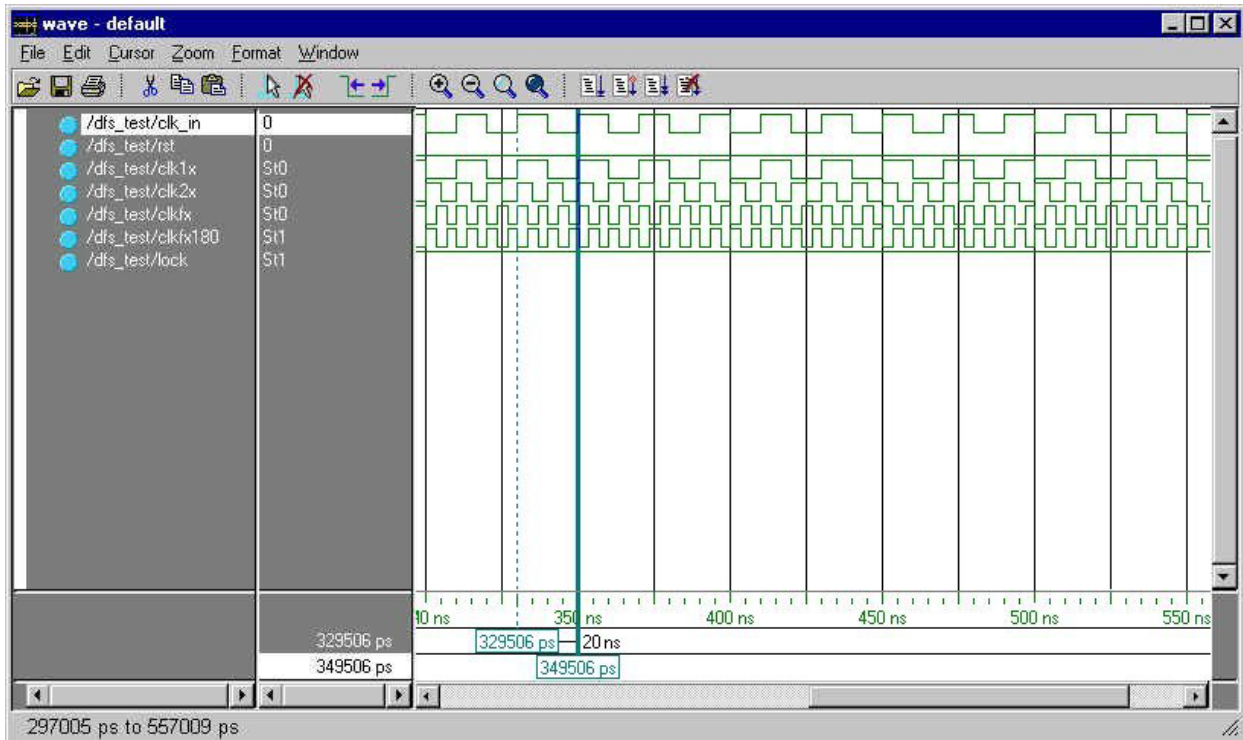 wave - default
File Edit Cursor Zoom Format Window
/dfs_test/clk_in 0
/dfs_test/rst 0
/dfs_test/clk1x St0
/dfs_test/clk2x St0
/dfs_test/clkfx St0
/dfs_test/clkfx180 St1
/dfs_test/lock St1
350 ns 400 ns 450 ns 500 ns 550 ns
329506 ps 329506 ps 20 ns
349506 ps 349506 ps
297005 ps to 557009 ps